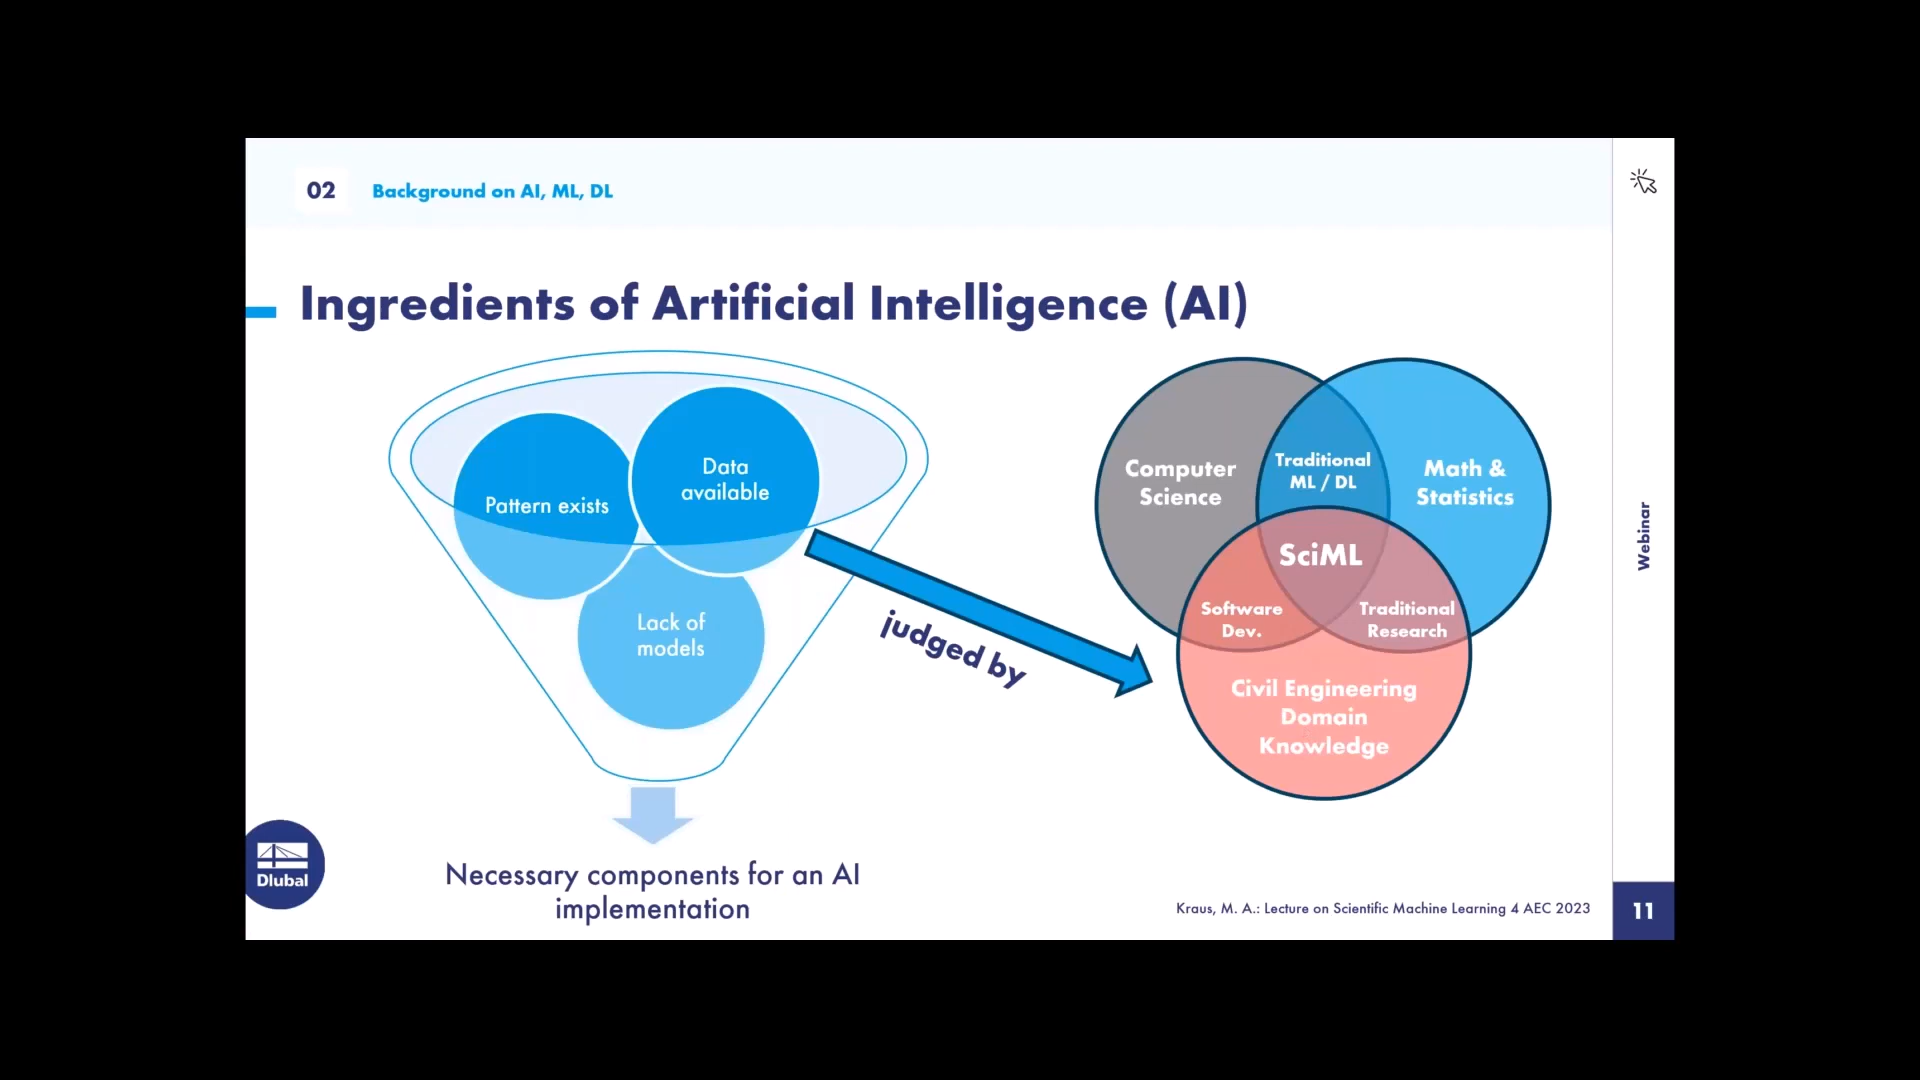 02
Background on AI, ML, DL
Ingredients of Artificial Intelligence (AI)
Pattern exists
Data
available
Lack of
models
judged by
Necessary components for an AI
implementation
Computer
Science
Traditional
ML / DL
Math &
Statistics
SciML
Software
Dev.
Traditional
Research
Civil Engineering
Domain
Knowledge
Webinar
Dlubal
Kraus, M. A.: Lecture on Scientific Machine Learning 4 AEC 2023
11